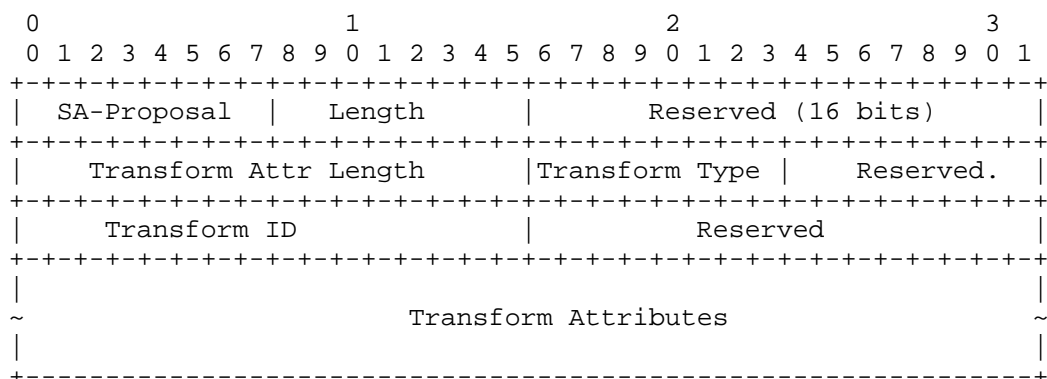 0                   1                   2                   3
0 1 2 3 4 5 6 7 8 9 0 1 2 3 4 5 6 7 8 9 0 1 2 3 4 5 6 7 8 9 0 1
+-+-+-+-+-+-+-+-+-+-+-+-+-+-+-+-+-+-+-+-+-+-+-+-+-+-+-+-+-+-+-+-+
|  SA-Proposal  |   Length      |       Reserved (16 bits)      |
+-+-+-+-+-+-+-+-+-+-+-+-+-+-+-+-+-+-+-+-+-+-+-+-+-+-+-+-+-+-+-+-+
|    Transform Attr Length      |Transform Type |    Reserved.  |
+-+-+-+-+-+-+-+-+-+-+-+-+-+-+-+-+-+-+-+-+-+-+-+-+-+-+-+-+-+-+-+-+
|     Transform ID              |          Reserved             |
+-+-+-+-+-+-+-+-+-+-+-+-+-+-+-+-+-+-+-+-+-+-+-+-+-+-+-+-+-+-+-+-+
|                                                               |
~                        Transform Attributes                   ~
|                                                               |
+---------------------------------------------------------------+